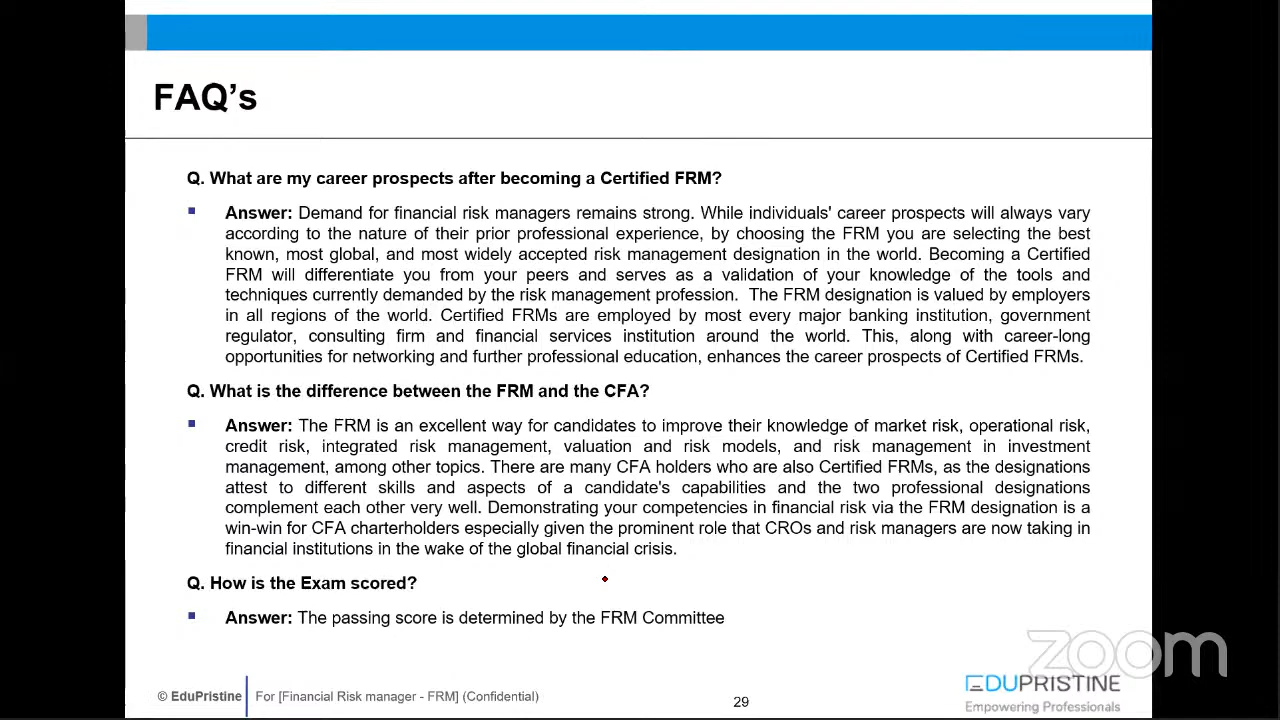 FAQ’s
Q. What are my career prospects after becoming a Certified FRM?
Answer: Demand for financial risk managers remains strong. While individuals' career prospects will always vary
according to the nature of their prior professional experience, by choosing the FRM you are selecting the best
known, most global, and most widely accepted risk management designation in the world. Becoming a Certified
FRM will differentiate you from your peers and serves as a validation of your knowledge of the tools and
techniques currently demanded by the risk management profession. The FRM designation is valued by employers
in all regions of the world. Certified FRMs are employed by most every major banking institution, government
regulator, consulting firm and financial services institution around the world. This, along with career-long
opportunities for networking and further professional education, enhances the career prospects of Certified FRMs.
Q. What is the difference between the FRM and the CFA?
Answer: The FRM is an excellent way for candidates to improve their knowledge of market risk, operational risk,
credit risk, integrated risk management, valuation and risk models, and risk management in investment
management, among other topics. There are many CFA holders who are also Certified FRMs, as the designations
attest to different skills and aspects of a candidate's capabilities and the two professional designations
complement each other very well. Demonstrating your competencies in financial risk via the FRM designation is a
win-win for CFA charterholders especially given the prominent role that CROs and risk managers are now taking in
financial institutions in the wake of the global financial crisis.
Q. How is the Exam scored?
Answer: The passing score is determined by the FRM Committee
zoom
© EduPristine
For [Financial Risk manager - FRM] (Confidential)
29
EDUPRISTINE
Empowering Professionals